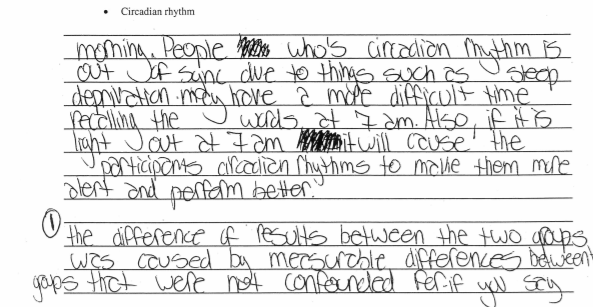 • Circadian rhythm
morning. People who's circadian rhythm is
out of sync due to things such as sleep
deprivation may have a more difficult time
recalling the words at 7 am. Also, if it is
light out at 7 am it will cause the
participants circadian rhythms to make them more
alert and perform better.
① the difference of results between the two groups
was caused by measurable differences between
gaps that were not confounded Ref: if you say